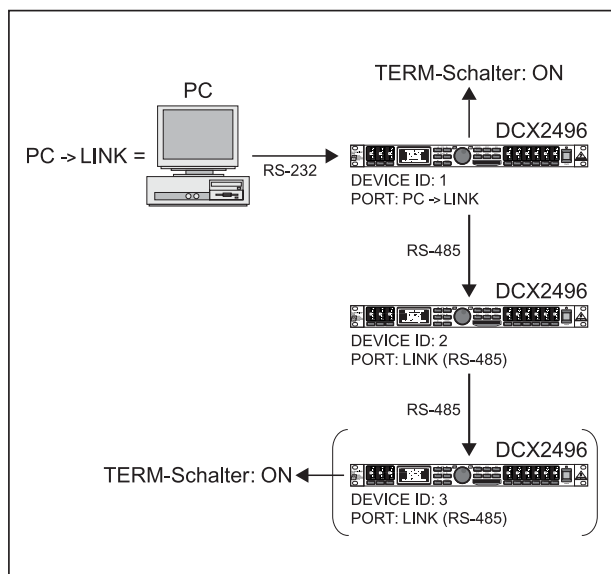 TERM-Schalter: ON
PC
PC -> LINK =
RS-232
DCX2496
DEVICE ID: 1
PORT: PC -> LINK
RS-485
DCX2496
DEVICE ID: 2
PORT: LINK (RS-485)
RS-485
DCX2496
TERM-Schalter: ON
DEVICE ID: 3
PORT: LINK (RS-485)